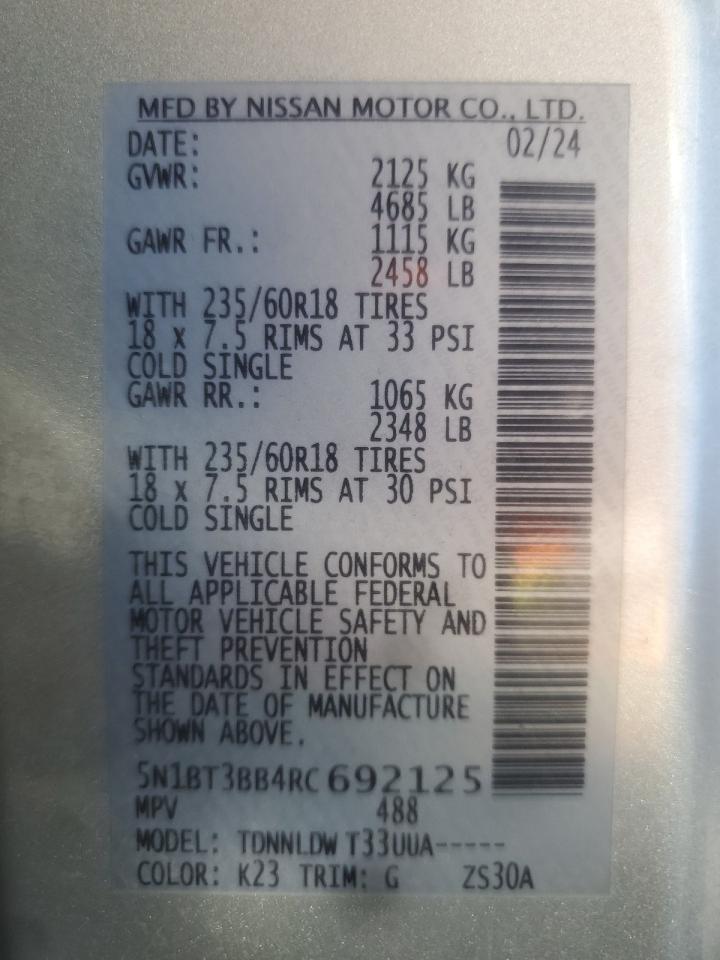 MFD BY NISSAN MOTOR CO., LTD.
DATE: 02/24
GVWR: 2125 KG
4685 LB
GAWR FR.: 1115 KG
2458 LB
WITH 235/60R18 TIRES
18 x 7.5 RIMS AT 33 PSI
COLD SINGLE
GAWR RR.: 1065 KG
2348 LB
WITH 235/60R18 TIRES
18 x 7.5 RIMS AT 30 PSI
COLD SINGLE
THIS VEHICLE CONFORMS TO
ALL APPLICABLE FEDERAL
MOTOR VEHICLE SAFETY AND
THEFT PREVENTION
STANDARDS IN EFFECT ON
THE DATE OF MANUFACTURE
SHOWN ABOVE.
5N1BT3BB4RC692125
MPV 488
MODEL: TDNNLDW T33UUA-----
COLOR: K23 TRIM: G ZS30A